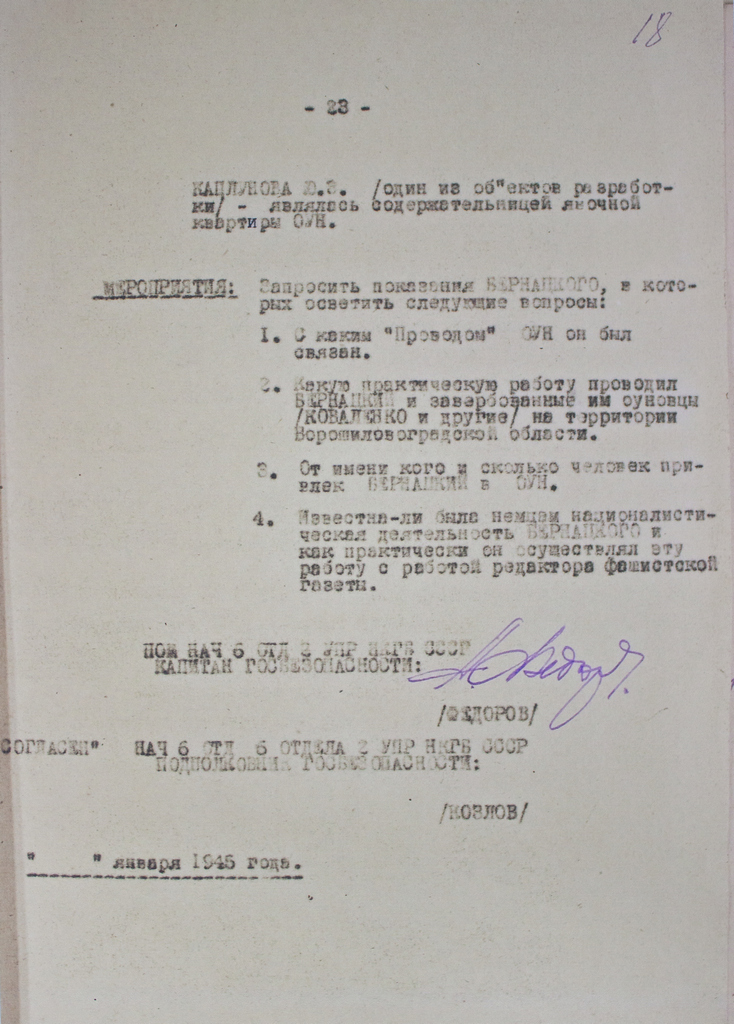 18
- 23 -
КАПЛУНОВА Ю.Э. /один из об"ектов разработ-
ки/ - являлась содержательницей явочной
квартиры ОУН.
МЕРОПРИЯТИЯ: Запросить показания БЕРНАЦКОГО, в кото-
рых осветить следующие вопросы:
1. С каким "Проводом" ОУН он был
связан.
2. Какую практическую работу проводил
БЕРНАЦКИЙ и завербованные им оуновцы
/КОВАЛЕНКО и другие/ на территории
Ворошиловоградской области.
3. От имени кого и сколько человек при-
влек БЕРНАЦКИЙ в ОУН.
4. Известна-ли была немцам националисти-
ческая деятельность БЕРНАЦКОГО и
как практически он осуществлял эту
работу с работой редактора фашистской
газеты.
ПОМ НАЧ 6 ОТД 2 УПР НКГБ СССР
КАПИТАН ГОСБЕЗОПАСНОСТИ:
/ФЕДОРОВ/
СОГЛАСЕН" НАЧ 6 ОТД 6 ОТДЕЛА 2 УПР НКГБ СССР
ПОДПОЛКОВНИК ГОСБЕЗОПАСНОСТИ:
/КОЗЛОВ/
" " января 1945 года.